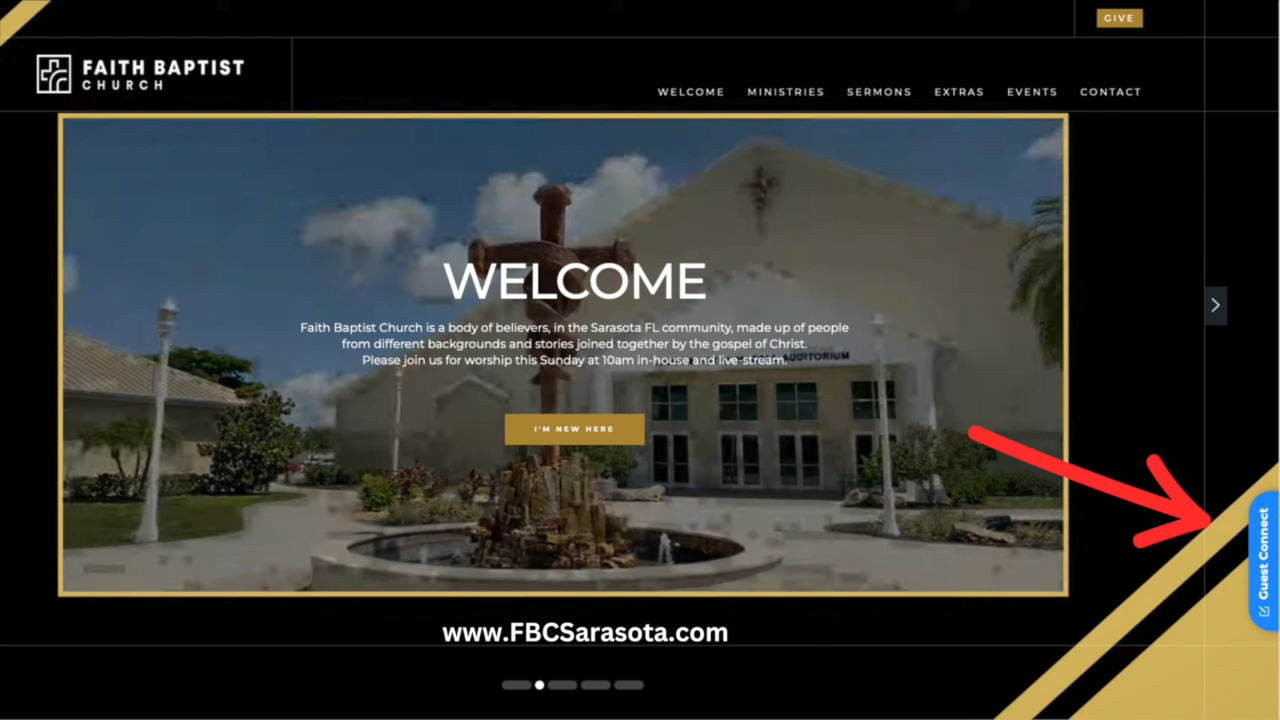 GIVE
FAITH BAPTIST
CHURCH
WELCOME MINISTRIES SERMONS EXTRAS EVENTS CONTACT
WELCOME
Faith Baptist Church is a body of believers, in the Sarasota FL community, made up of people
from different backgrounds and stories joined together by the gospel of Christ.
Please join us for worship this Sunday at 10am in-house and live-stream.
AUDITORIUM
I'M NEW HERE
Guest Connect
www.FBCSarasota.com